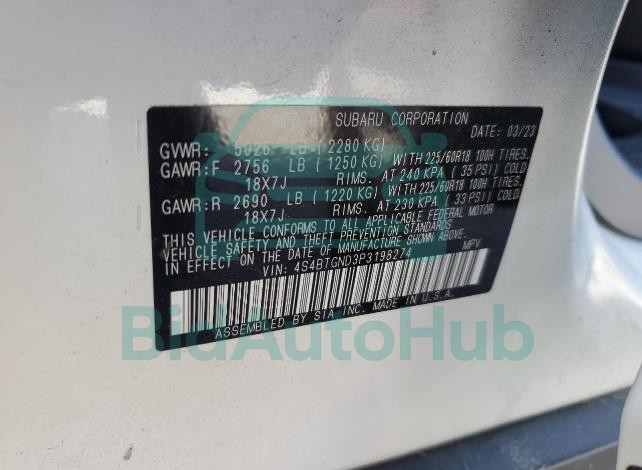 BY SUBARU CORPORATION
DATE: 03/23
GVWR: 5026 LB (2280 KG)
GAWR:F 2756 LB (1250 KG) WITH 225/60R18 100H TIRES.
18X7J RIMS. AT 240 KPA (35 PSI) COLD
GAWR:R 2690 LB (1220 KG) WITH 225/60R18 100H TIRES.
18X7J RIMS. AT 230 KPA (33 PSI) COLD
THIS VEHICLE CONFORMS TO ALL APPLICABLE FEDERAL MOTOR
VEHICLE SAFETY, BUMPER, AND THEFT PREVENTION STANDARDS
IN EFFECT ON THE DATE OF MANUFACTURE SHOWN ABOVE.
VIN: 4S4BTGND3P3198274 MPV
ASSEMBLED BY SIA INC. MADE IN U.S.A.
BidAutoHub